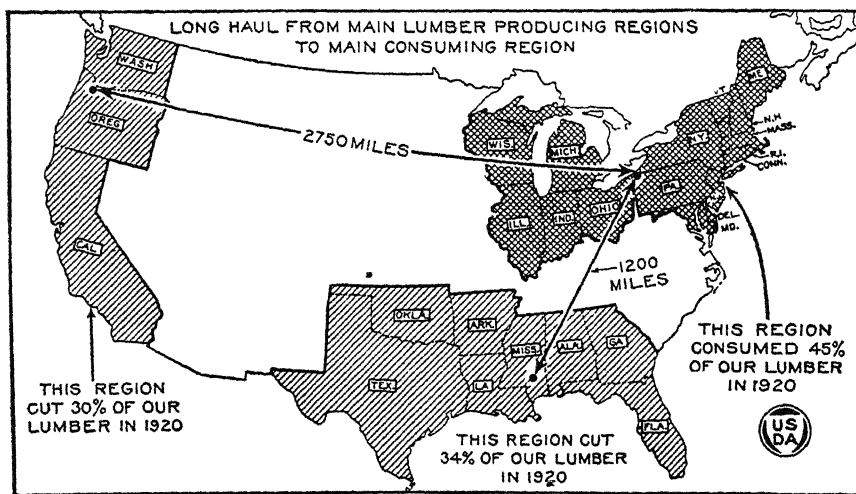 LONG HAUL FROM MAIN LUMBER PRODUCING REGIONS
TO MAIN CONSUMING REGION
WASH.
OREG.
CAL.
2750 MILES
WIS.
MICH.
ILL.
IND.
OHIO
PA.
N.Y.
ME.
VT.
N.H.
MASS.
R.I.
CONN.
DEL.
MD.
1200
MILES
OKLA.
ARK.
TEX.
LA.
MISS.
ALA.
GA.
FLA.
THIS REGION
CUT 30% OF OUR
LUMBER IN 1920
THIS REGION CUT
34% OF OUR LUMBER
IN 1920
THIS REGION
CONSUMED 45%
OF OUR LUMBER
IN 1920
US
DA